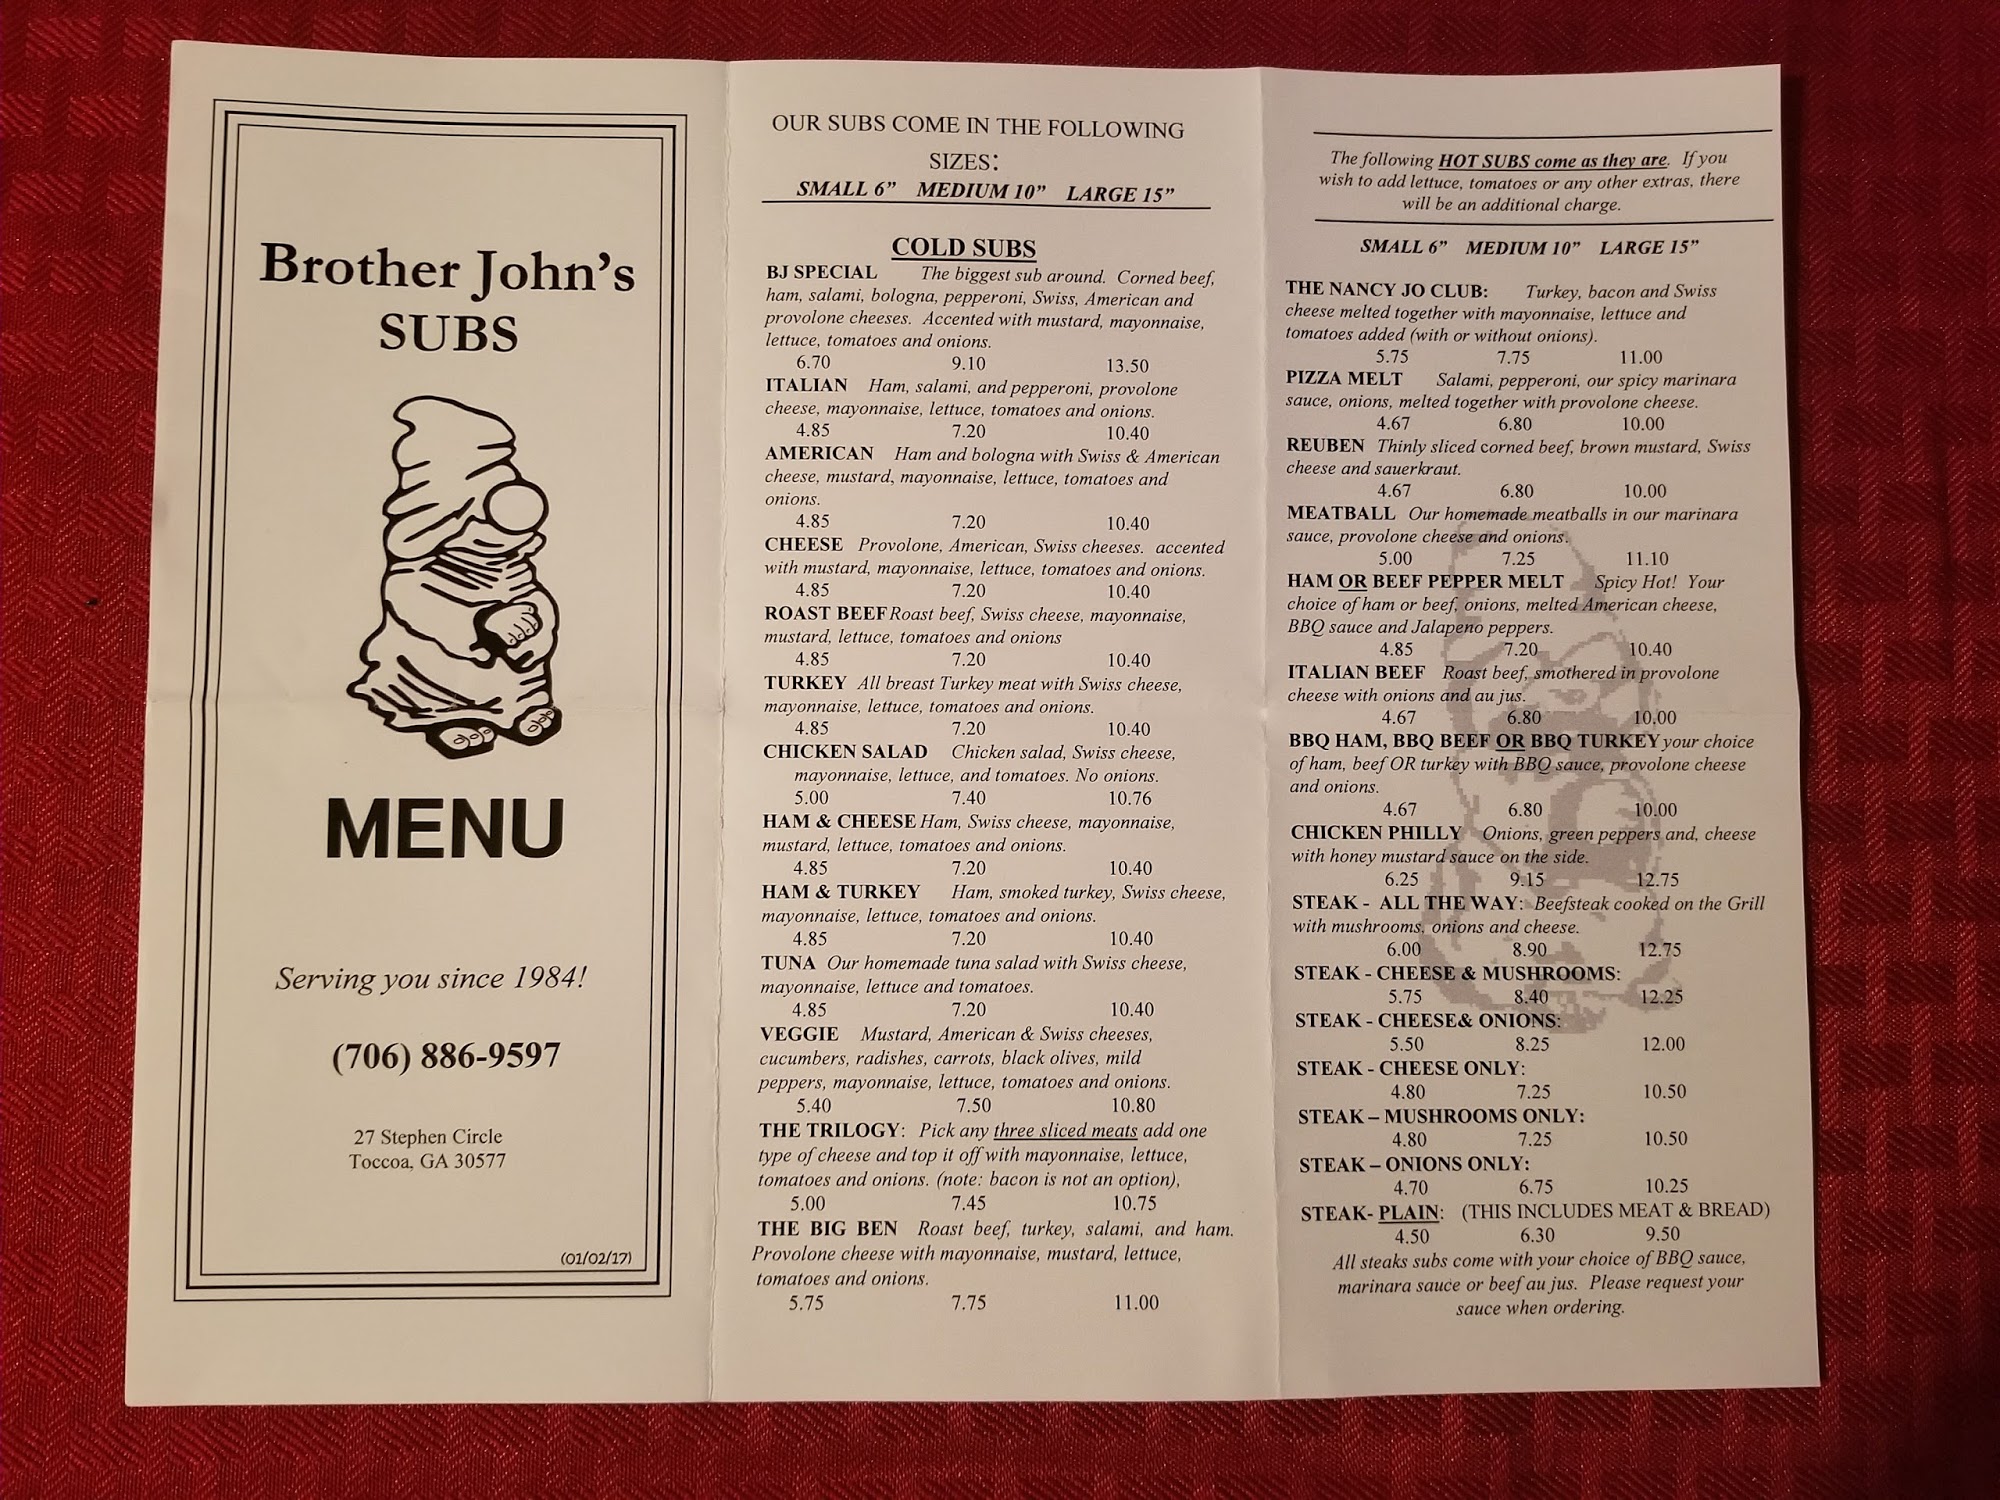 Brother John's
SUBS
MENU
Serving you since 1984!
(706) 886-9597
27 Stephen Circle
Toccoa, GA 30577
(01/02/17)
OUR SUBS COME IN THE FOLLOWING
SIZES:
SMALL 6" MEDIUM 10" LARGE 15"
COLD SUBS
BJ SPECIAL The biggest sub around. Corned beef,
ham, salami, bologna, pepperoni, Swiss, American and
provolone cheeses. Accented with mustard, mayonnaise,
lettuce, tomatoes and onions.
6.70 9.10 13.50
ITALIAN Ham, salami, and pepperoni, provolone
cheese, mayonnaise, lettuce, tomatoes and onions.
4.85 7.20 10.40
AMERICAN Ham and bologna with Swiss & American
cheese, mustard, mayonnaise, lettuce, tomatoes and
onions.
4.85 7.20 10.40
CHEESE Provolone, American, Swiss cheeses. accented
with mustard, mayonnaise, lettuce, tomatoes and onions.
4.85 7.20 10.40
ROAST BEEF Roast beef, Swiss cheese, mayonnaise,
mustard, lettuce, tomatoes and onions
4.85 7.20 10.40
TURKEY All breast Turkey meat with Swiss cheese,
mayonnaise, lettuce, tomatoes and onions.
4.85 7.20 10.40
CHICKEN SALAD Chicken salad, Swiss cheese,
mayonnaise, lettuce, and tomatoes. No onions.
5.00 7.40 10.76
HAM & CHEESE Ham, Swiss cheese, mayonnaise,
mustard, lettuce, tomatoes and onions.
4.85 7.20 10.40
HAM & TURKEY Ham, smoked turkey, Swiss cheese,
mayonnaise, lettuce, tomatoes and onions.
4.85 7.20 10.40
TUNA Our homemade tuna salad with Swiss cheese,
mayonnaise, lettuce and tomatoes.
4.85 7.20 10.40
VEGGIE Mustard, American & Swiss cheeses,
cucumbers, radishes, carrots, black olives, mild
peppers, mayonnaise, lettuce, tomatoes and onions.
5.40 7.50 10.80
THE TRILOGY: Pick any three sliced meats add one
type of cheese and top it off with mayonnaise, lettuce,
tomatoes and onions. (note: bacon is not an option),
5.00 7.45 10.75
THE BIG BEN Roast beef, turkey, salami, and ham.
Provolone cheese with mayonnaise, mustard, lettuce,
tomatoes and onions.
5.75 7.75 11.00
The following HOT SUBS come as they are. If you
wish to add lettuce, tomatoes or any other extras, there
will be an additional charge.
SMALL 6" MEDIUM 10" LARGE 15"
THE NANCY JO CLUB: Turkey, bacon and Swiss
cheese melted together with mayonnaise, lettuce and
tomatoes added (with or without onions).
5.75 7.75 11.00
PIZZA MELT Salami, pepperoni, our spicy marinara
sauce, onions, melted together with provolone cheese.
4.67 6.80 10.00
REUBEN Thinly sliced corned beef, brown mustard, Swiss
cheese and sauerkraut.
4.67 6.80 10.00
MEATBALL Our homemade meatballs in our marinara
sauce, provolone cheese and onions.
5.00 7.25 11.10
HAM OR BEEF PEPPER MELT Spicy Hot! Your
choice of ham or beef, onions, melted American cheese,
BBQ sauce and Jalapeno peppers.
4.85 7.20 10.40
ITALIAN BEEF Roast beef, smothered in provolone
cheese with onions and au jus.
4.67 6.80 10.00
BBQ HAM, BBQ BEEF OR BBQ TURKEY your choice
of ham, beef OR turkey with BBQ sauce, provolone cheese
and onions.
4.67 6.80 10.00
CHICKEN PHILLY Onions, green peppers and, cheese
with honey mustard sauce on the side.
6.25 9.15 12.75
STEAK - ALL THE WAY: Beefsteak cooked on the Grill
with mushrooms, onions and cheese.
6.00 8.90 12.75
STEAK - CHEESE & MUSHROOMS:
5.75 8.40 12.25
STEAK - CHEESE& ONIONS:
5.50 8.25 12.00
STEAK - CHEESE ONLY:
4.80 7.25 10.50
STEAK – MUSHROOMS ONLY:
4.80 7.25 10.50
STEAK – ONIONS ONLY:
4.70 6.75 10.25
STEAK- PLAIN: (THIS INCLUDES MEAT & BREAD)
4.50 6.30 9.50
All steaks subs come with your choice of BBQ sauce,
marinara sauce or beef au jus. Please request your
sauce when ordering.